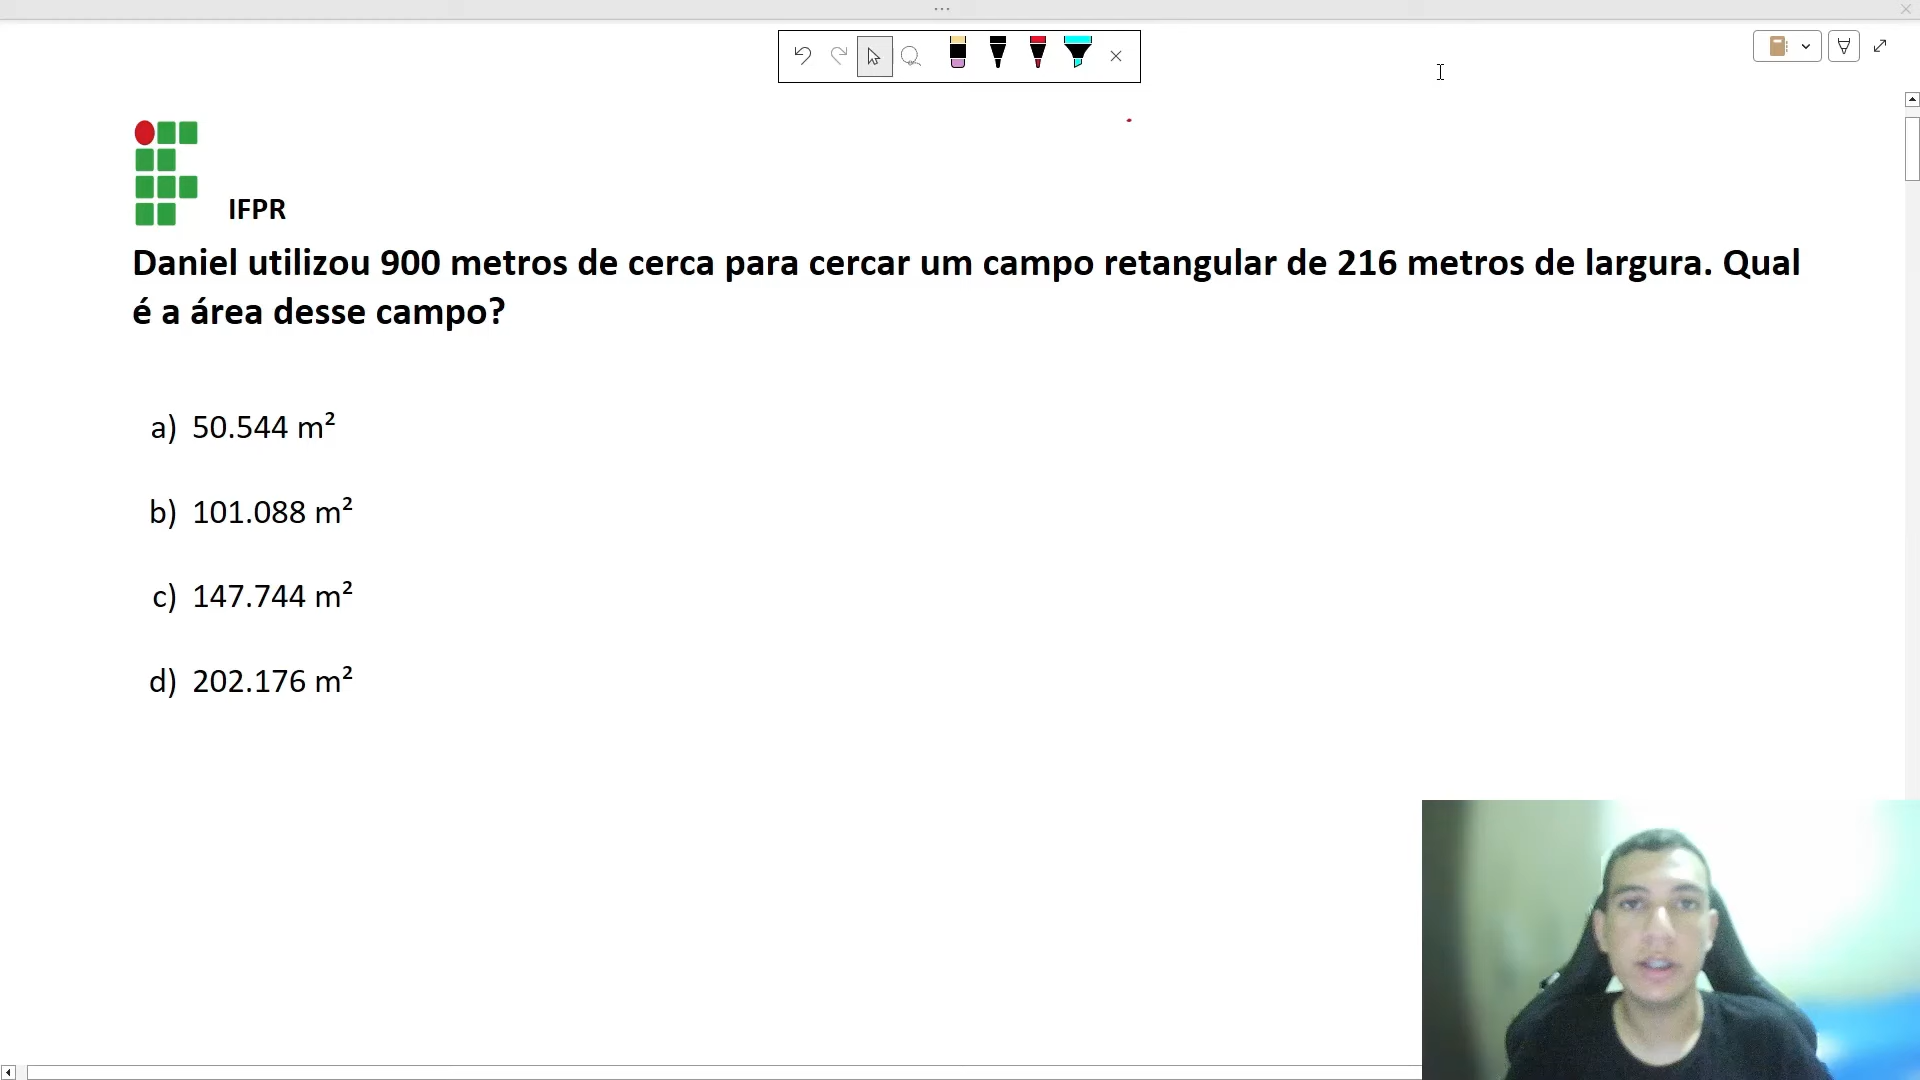 IFPR
Daniel utilizou 900 metros de cerca para cercar um campo retangular de 216 metros de largura. Qual
é a área desse campo?
a) 50.544 m²
b) 101.088 m²
c) 147.744 m²
d) 202.176 m²